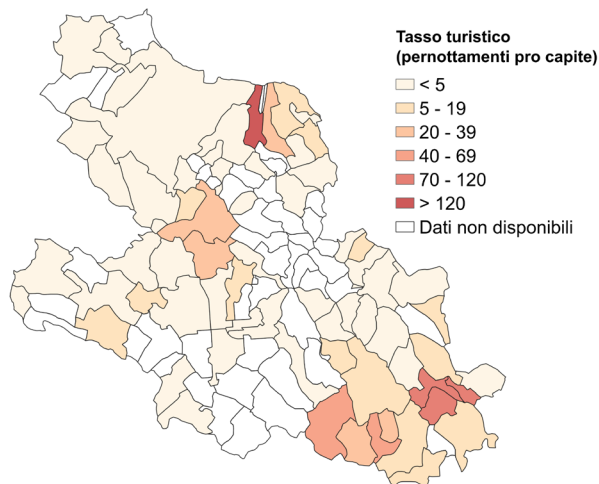 Tasso turistico
(pernottamenti pro capite)
< 5
5 - 19
20 - 39
40 - 69
70 - 120
> 120
Dati non disponibili